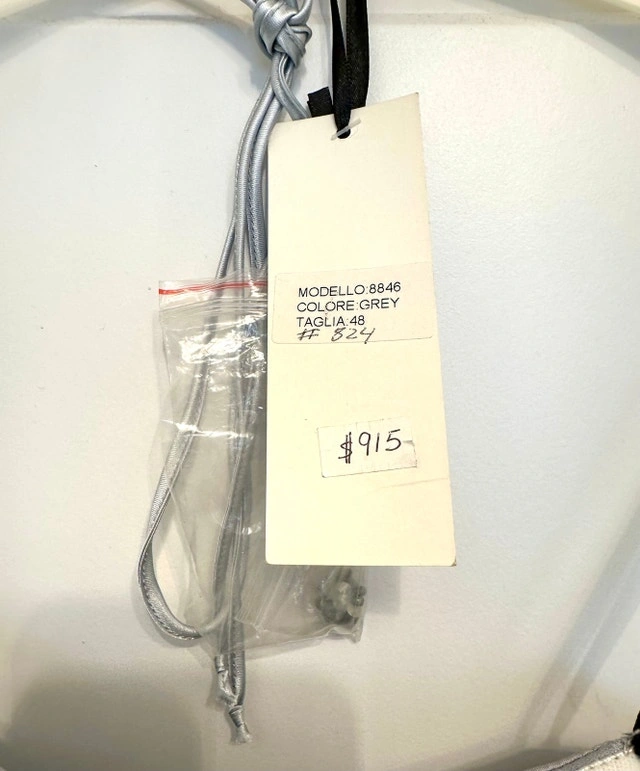 MODELLO:8846
COLORE:GREY
TAGLIA:48
# 824
$915